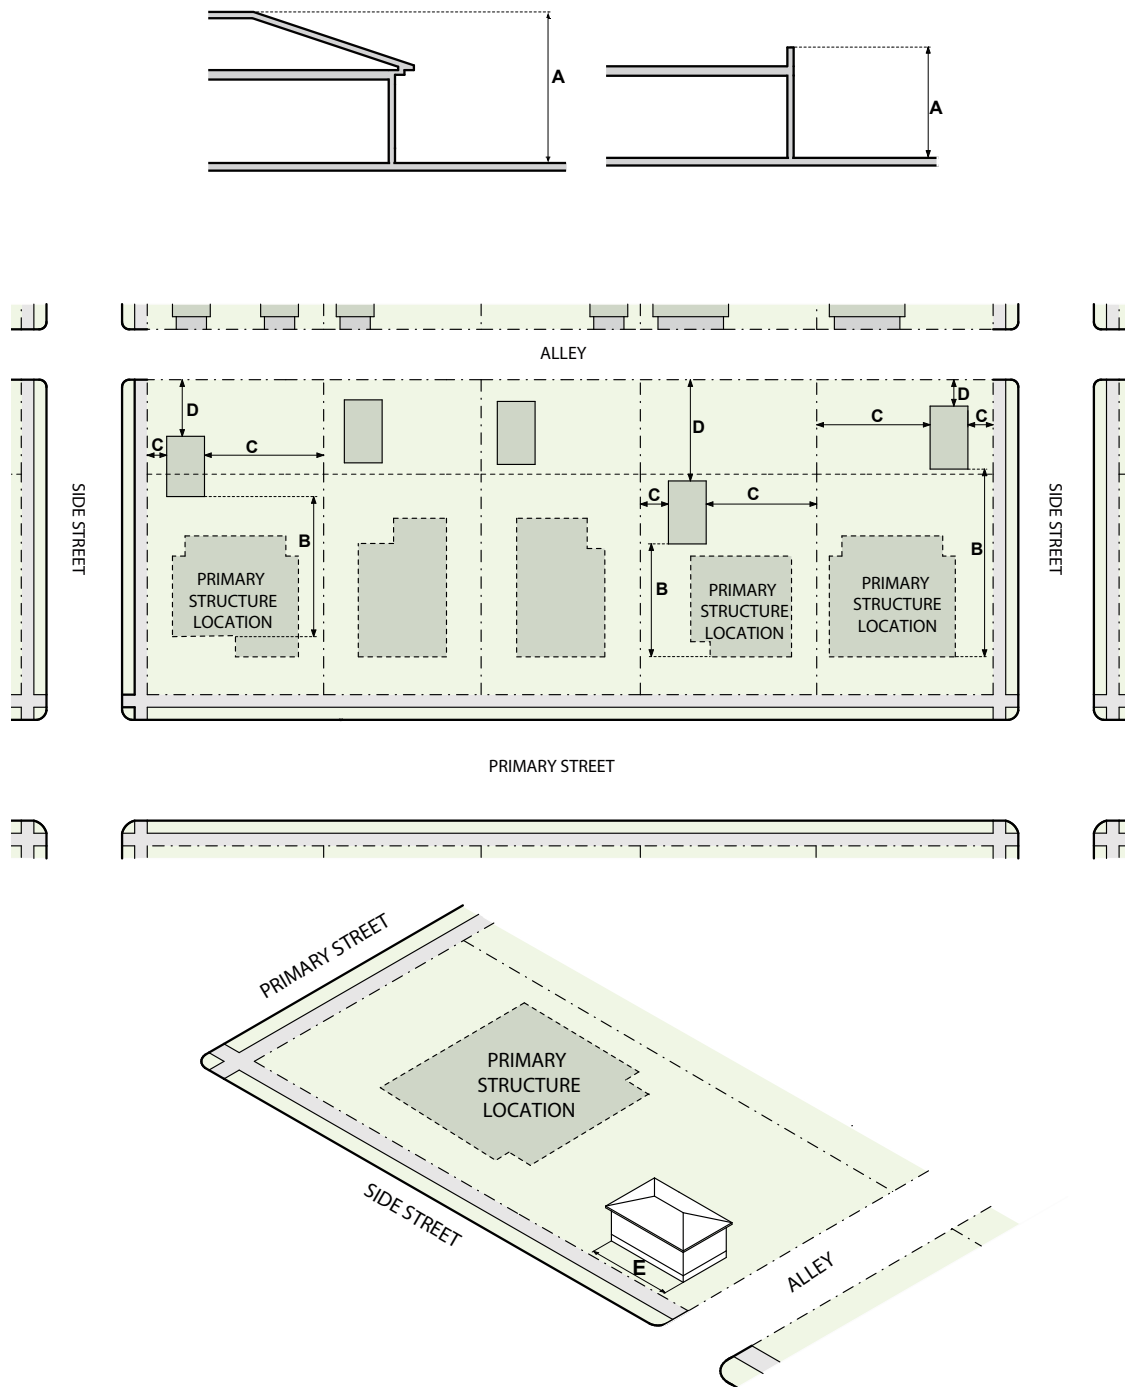 A
A
ALLEY
D
D
D
C
C
C
C
C
C
SIDE STREET
SIDE STREET
B
B
B
PRIMARY
STRUCTURE
LOCATION
PRIMARY
STRUCTURE
LOCATION
PRIMARY
STRUCTURE
LOCATION
PRIMARY STREET
PRIMARY STREET
PRIMARY
STRUCTURE
LOCATION
SIDE STREET
E
ALLEY